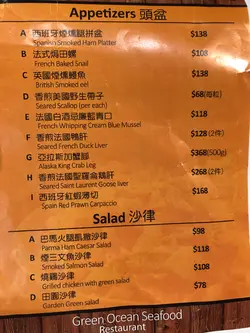 Appetizers 頭盆
A 西班牙煙燻腿拼盆 $138
Spanish Smoked Ham Platter
B 法式焗田螺 $108
French Baked Snail
C 英國煙燻鰻魚 $138
British Smoked eel
D 香煎美國野生帶子 $68(每粒)
Seared Scallop (per each)
E 法國白酒忌廉藍青口 $118
French Whipping Cream Blue Mussel
F 香煎法國鴨肝 $128 (2件)
Seared French Duck Liver
G 亞拉斯加蟹腳 $368(500g)
Alaska King Crab Leg
H 香煎法國聖羅倫鵝肝 $268 (2件)
Seared Saint Laurent Goose liver
I 西班牙紅蝦薄切 $168
Spain Red Prawn Carpaccio
Salad 沙律
A 巴馬火腿凱撒沙律 $98
Parma Ham Caesar Salad
B 煙三文魚沙律 $118
Smoked Salmon Salad
C 燒雞沙律 $108
Grilled chicken with green salad
D 田園沙律 $78
Garden Green salad
Green Ocean Seafood
Restaurant